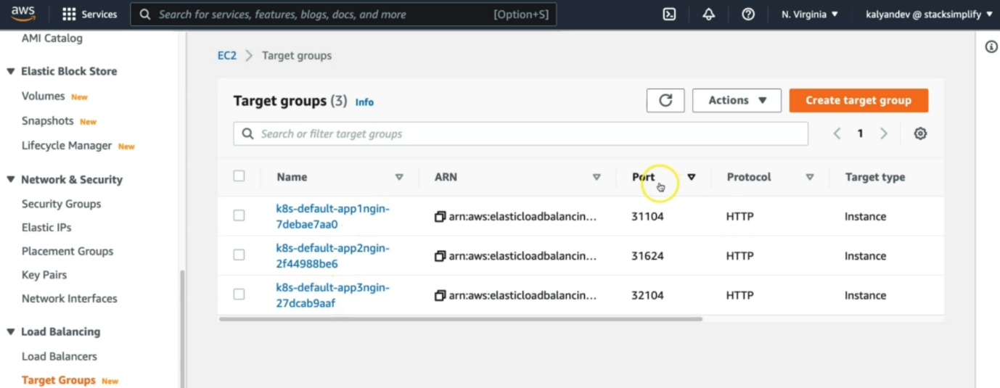 aws Services Search for services, features, blogs, docs, and more [Option+S] N. Virginia ▼ kalyandev @ stacksimplify ▼
AMI Catalog
Elastic Block Store
Volumes New
Snapshots New
Lifecycle Manager New
Network & Security
Security Groups
Elastic IPs
Placement Groups
Key Pairs
Network Interfaces
Load Balancing
Load Balancers
Target Groups New
EC2 > Target groups
Target groups (3) Info Actions ▼ Create target group
Search or filter target groups < 1 >
Name ARN Port Protocol Target type
k8s-default-app1ngin-
7debae7aa0 arn:aws:elasticloadbalancin... 31104 HTTP Instance
k8s-default-app2ngin-
2f44988be6 arn:aws:elasticloadbalancin... 31624 HTTP Instance
k8s-default-app3ngin-
27dcab9aaf arn:aws:elasticloadbalancin... 32104 HTTP Instance